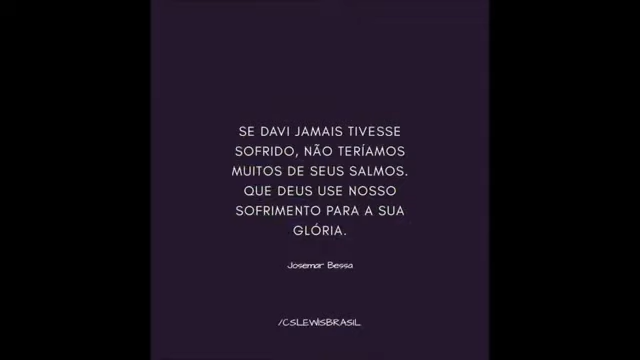 SE DAVI JAMAIS TIVESSE
SOFRIDO, NÃO TERÍAMOS
MUITOS DE SEUS SALMOS.
QUE DEUS USE NOSSO
SOFRIMENTO PARA A SUA
GLÓRIA.
Josemar Bessa
/CSLEWISBRASIL